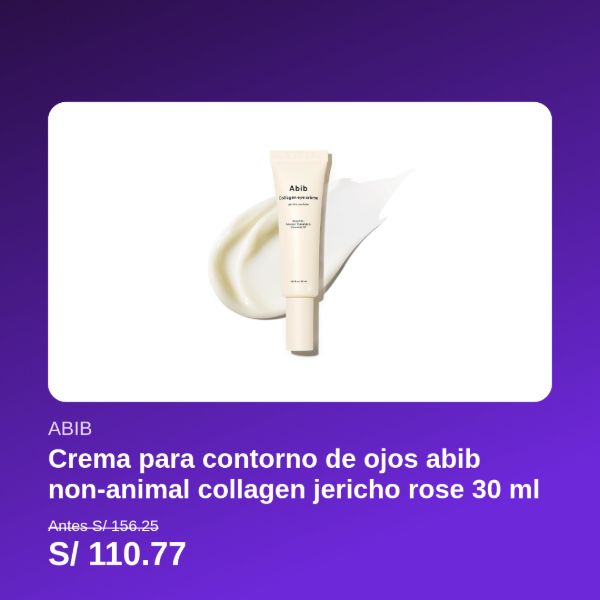 Abib
Collagen eye crème
ABIB
Crema para contorno de ojos abib
non-animal collagen jericho rose 30 ml
Antes S/ 156.25
S/ 110.77